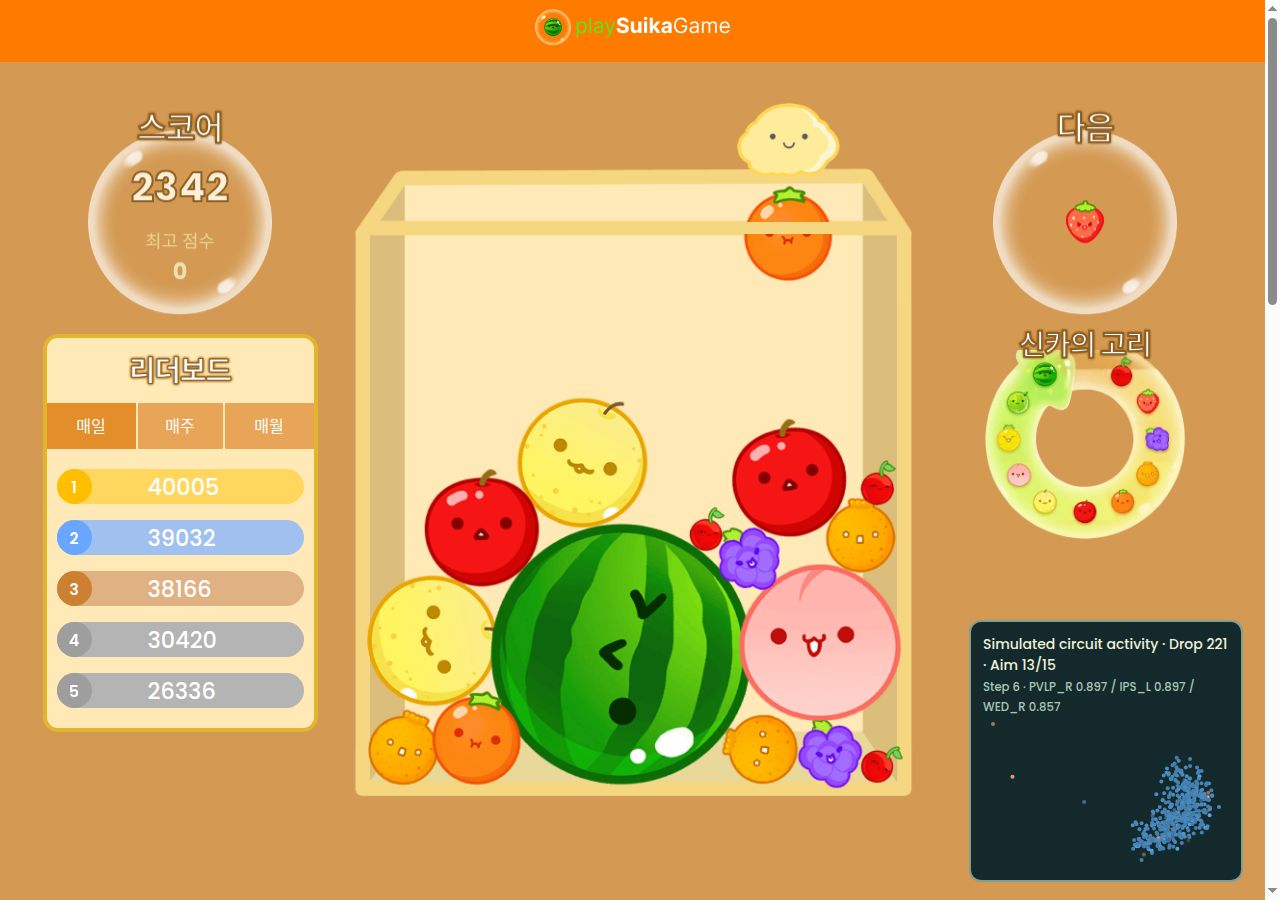 playSuikaGame
스코어
2342
최고 점수
0
리더보드
매일 매주 매월
1 40005
2 39032
3 38166
4 30420
5 26336
다음
신카의 고리
Simulated circuit activity · Drop 221
· Aim 13/15
Step 6 · PVLP_R 0.897 / IPS_L 0.897 /
WED_R 0.857